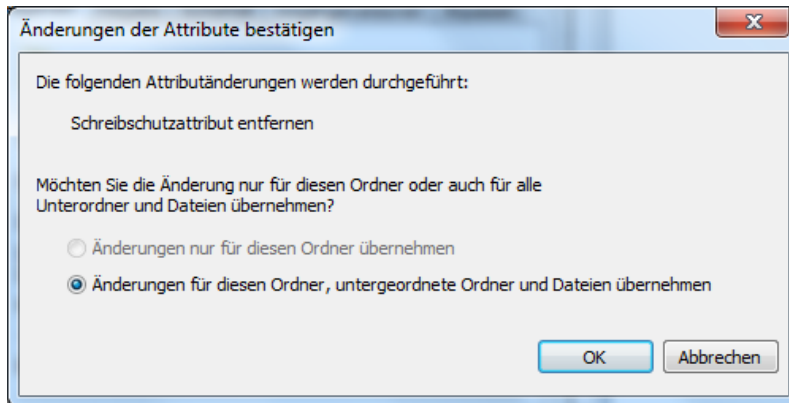 Änderungen der Attribute bestätigen
Die folgenden Attributänderungen werden durchgeführt:
Schreibschutzattribut entfernen
Möchten Sie die Änderung nur für diesen Ordner oder auch für alle
Unterordner und Dateien übernehmen?
Änderungen nur für diesen Ordner übernehmen
Änderungen für diesen Ordner, untergeordnete Ordner und Dateien übernehmen
OK Abbrechen